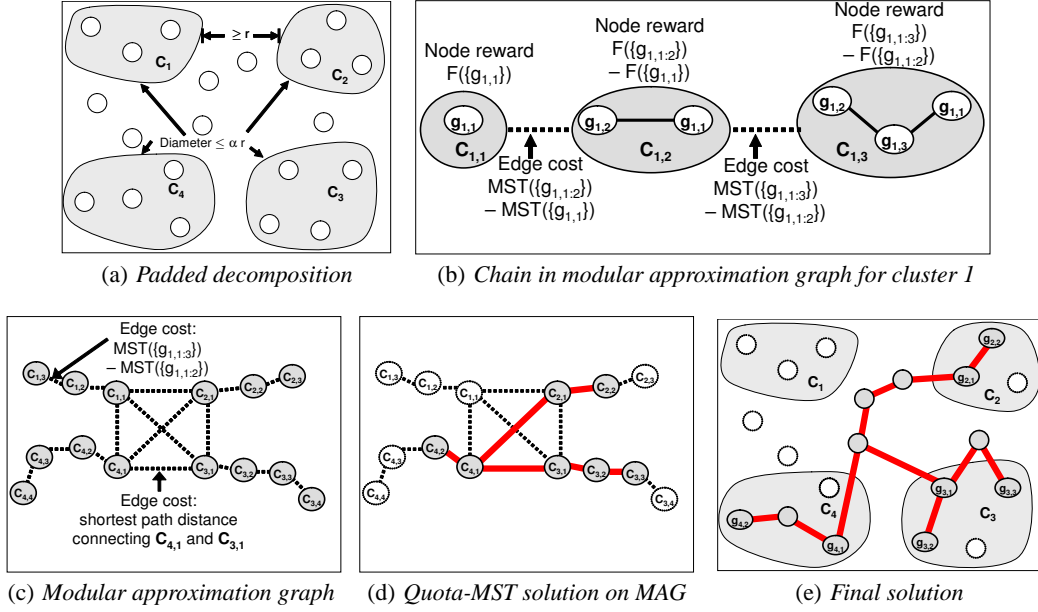 ≥ r
C1
C2
Diameter ≤ α r
C4
C3
(a) Padded decomposition
Node reward
F({g1,1})
Node reward
F({g1,1:2})
– F({g1,1})
Node reward
F({g1,1:3})
– F({g1,1:2})
g1,1
g1,2
g1,1
g1,2
g1,1
g1,3
C1,1
C1,2
C1,3
Edge cost
MST({g1,1:2})
– MST({g1,1})
Edge cost
MST({g1,1:3})
– MST({g1,1:2})
(b) Chain in modular approximation graph for cluster 1
Edge cost:
MST({g1,1:3})
– MST({g1,1:2})
C1,3
C1,2
C1,1
C2,1
C2,2
C2,3
C4,4
C4,3
C4,2
C4,1
C3,1
C3,2
C3,3
C3,4
Edge cost:
shortest path distance
connecting C4,1 and C3,1
(c) Modular approximation graph
C1,3
C1,2
C1,1
C2,1
C2,2
C2,3
C4,4
C4,3
C4,2
C4,1
C3,1
C3,2
C3,3
C3,4
(d) Quota-MST solution on MAG
C1
g2,2
g2,1
C2
C4
g4,2
g4,1
g3,1
g3,3
C3
g3,2
(e) Final solution